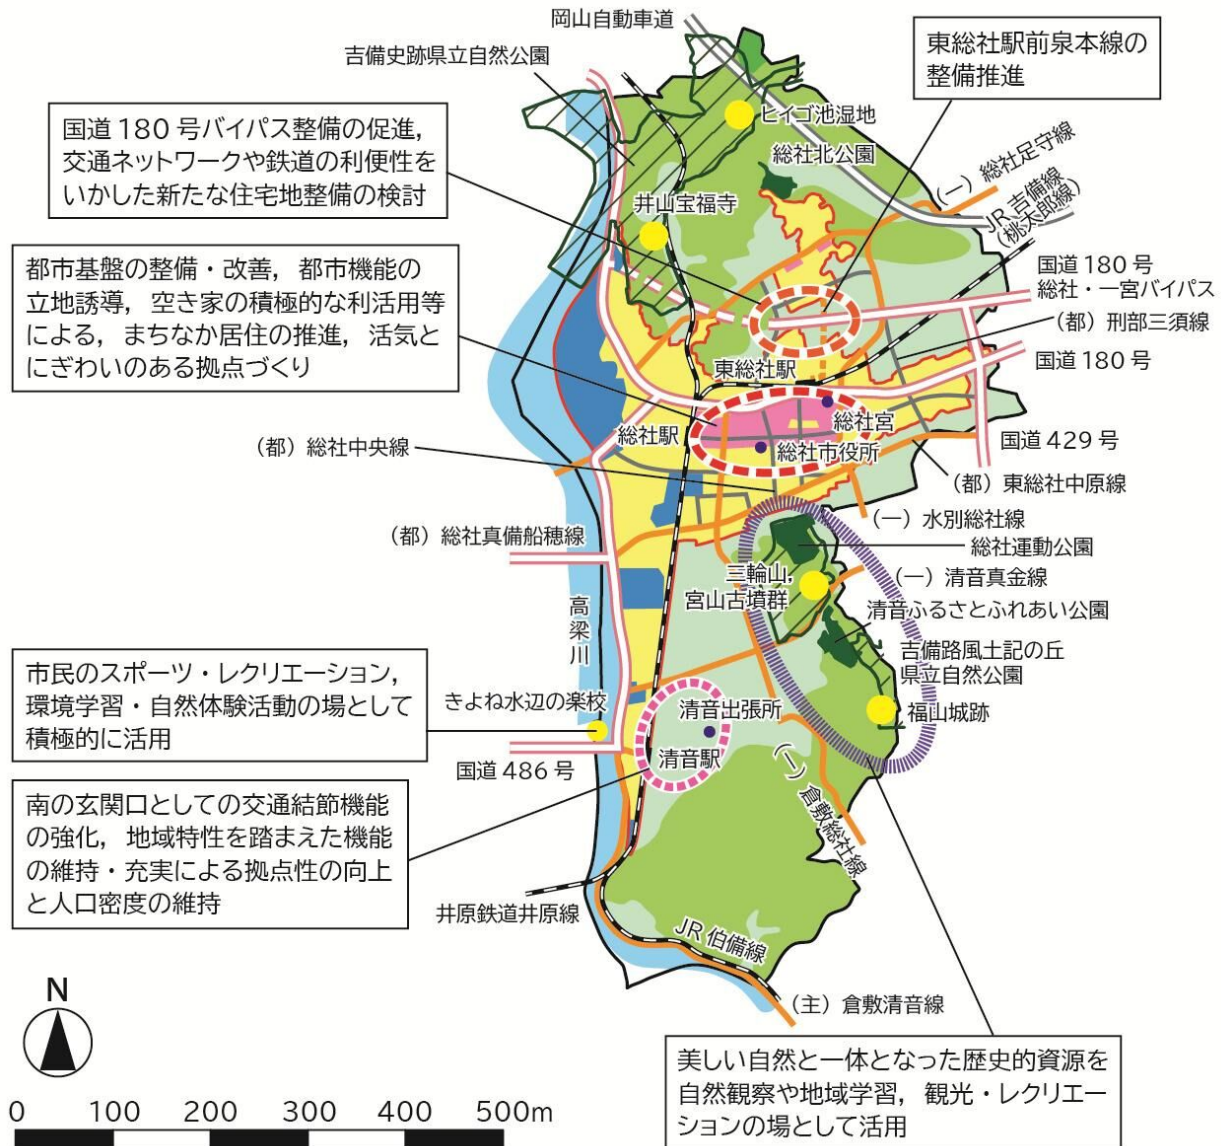 岡山自動車道
吉備史跡県立自然公園
東総社駅前泉本線の
整備推進
国道 180 号バイパス整備の促進，
交通ネットワークや鉄道の利便性を
いかした新たな住宅地整備の検討
ヒイゴ池湿地
総社北公園
(一) 総社足守線
JR 吉備線
(桃太郎線)
井山宝福寺
都市基盤の整備・改善， 都市機能の
立地誘導， 空き家の積極的な利活用等
による， まちなか居住の推進， 活気と
にぎわいのある拠点づくり
国道 180 号
総社・一宮バイパス
(都) 刑部三須線
国道 180 号
東総社駅
総社宮
総社駅
総社市役所
国道 429 号
(都) 総社中央線
(都) 東総社中原線
(一) 水別総社線
(都) 総社真備船穂線
総社運動公園
三輪山，
宮山古墳群
(一) 清音真金線
清音ふるさとふれあい公園
高梁川
吉備路風土記の丘
県立自然公園
市民のスポーツ・レクリエーション，
環境学習・自然体験活動の場として
積極的に活用
きよね水辺の楽校
清音出張所
福山城跡
清音駅
国道 486 号
(一) 倉敷総社線
南の玄関口としての交通結節機能
の強化， 地域特性を踏まえた機能
の維持・充実による拠点性の向上
と人口密度の維持
井原鉄道井原線
JR 伯備線
(主) 倉敷清音線
N
美しい自然と一体となった歴史的資源を
自然観察や地域学習， 観光・レクリエー
ションの場として活用
0 100 200 300 400 500m